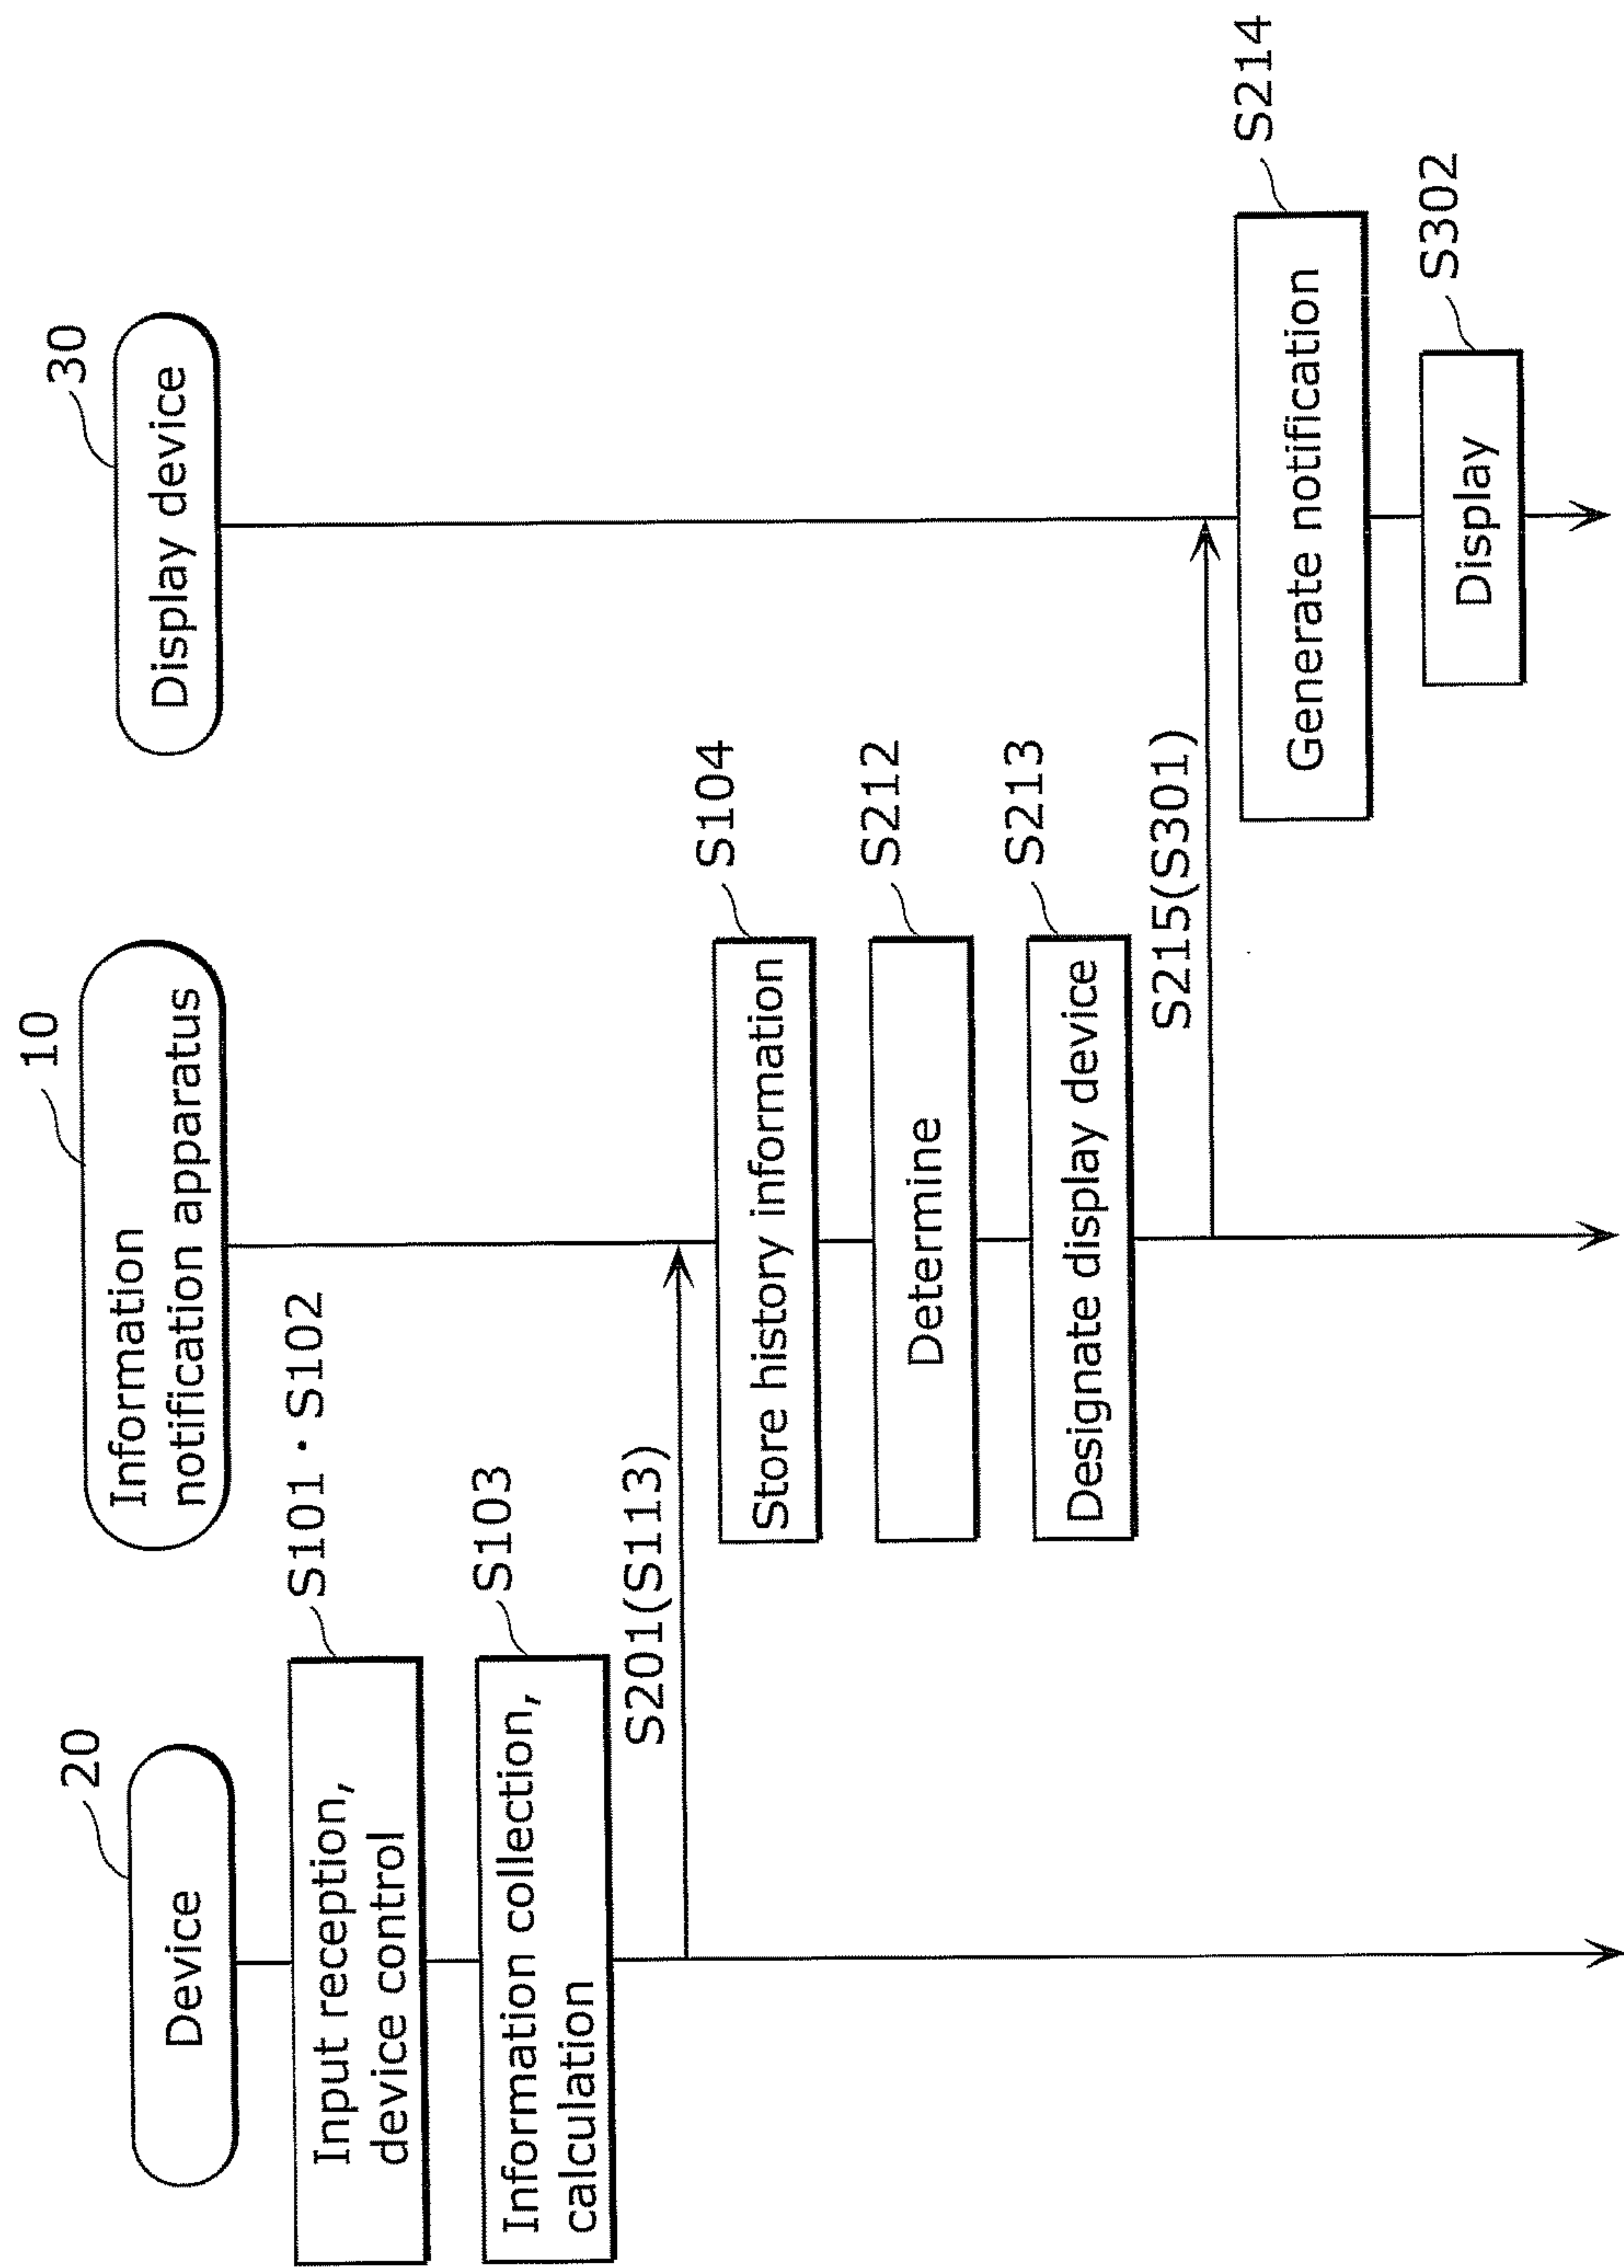 20
Device
10
Information
notification apparatus
30
Display device
S101・S102
Input reception,
device control
S103
Information collection,
calculation
S201(S113)
S104
Store history information
S212
Determine
S213
Designate display device
S215(S301)
S214
Generate notification
S302
Display